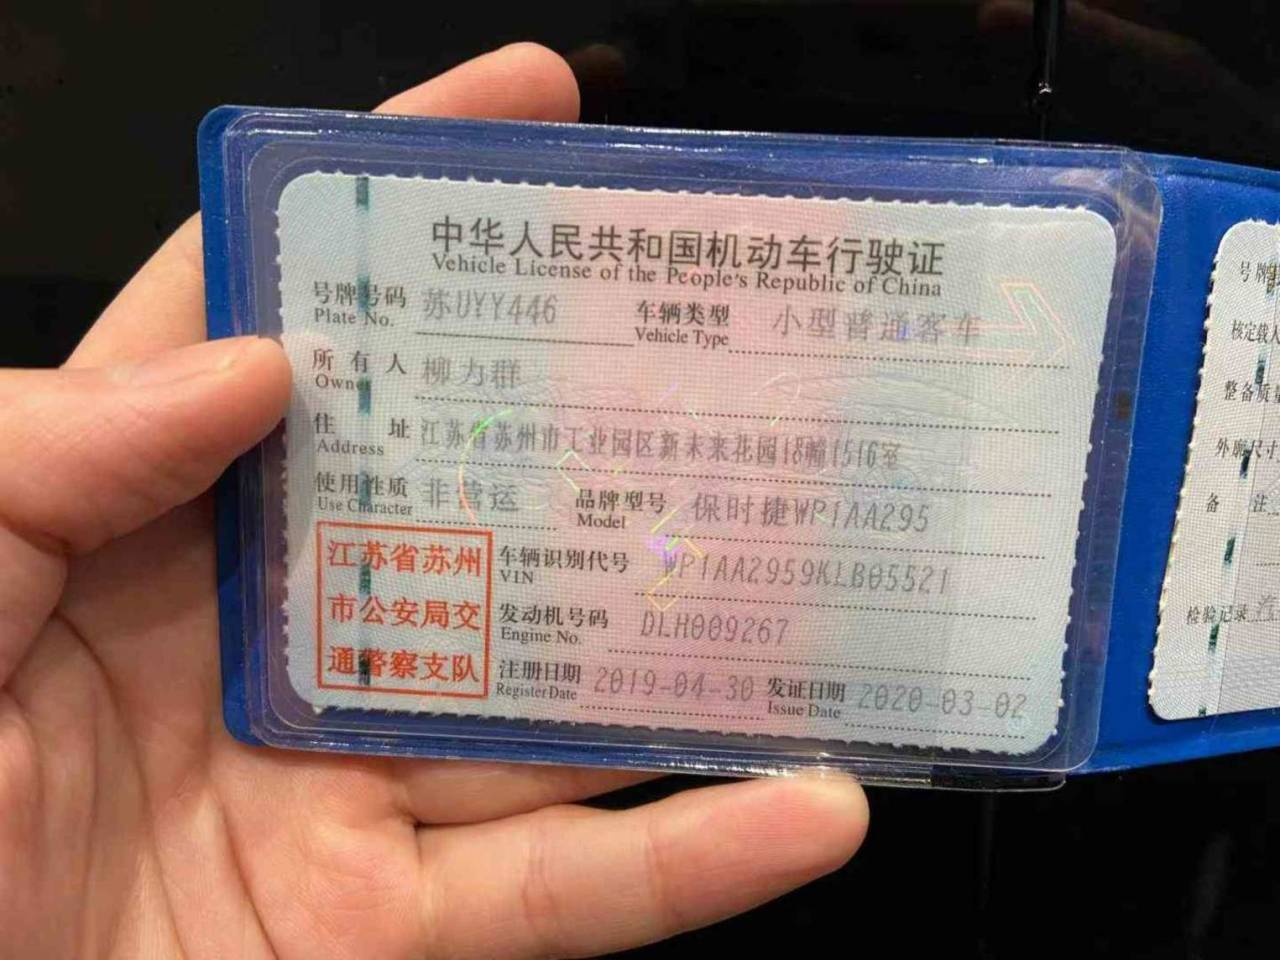 中华人民共和国机动车行驶证
Vehicle License of the People's Republic of China
号牌号码 苏UYY446 车辆类型 小型普通客车
Plate No. Vehicle Type
所有人 柳力群
Owner
住址 江苏省苏州市工业园区新未来花园18幢1516室
Address
使用性质 非营运 品牌型号 保时捷WP1AA295
Use Character Model
江苏省苏州
市公安局交
通警察支队
车辆识别代号 WP1AA2959KLB05521
VIN
发动机号码 DLH009267
Engine No.
注册日期 2019-04-30 发证日期 2020-03-02
Register Date Issue Date
号牌
核定载人
整备质量
外廓尺寸
备注
检验记录